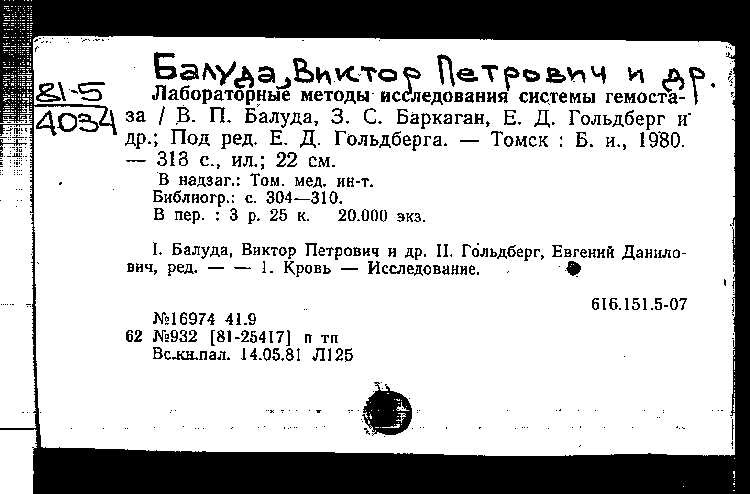 Балуда, Виктор Петрович и др.
81-5
4034
Лабораторные методы исследования системы гемоста-
за / В. П. Балуда, З. С. Баркаган, Е. Д. Гольдберг и
др.; Под ред. Е. Д. Гольдберга. — Томск : Б. и., 1980.
— 313 с., ил.; 22 см.
В надзаг.: Том. мед. ин-т.
Библиогр.: с. 304—310.
В пер. : 3 р. 25 к. 20.000 экз.
I. Балуда, Виктор Петрович и др. II. Гольдберг, Евгений Данило-
вич, ред. — — 1. Кровь — Исследование.
616.151.5-07
№16974 41.9
62 №932 [81-25417] п тп
Вс.кн.пал. 14.05.81 Л125